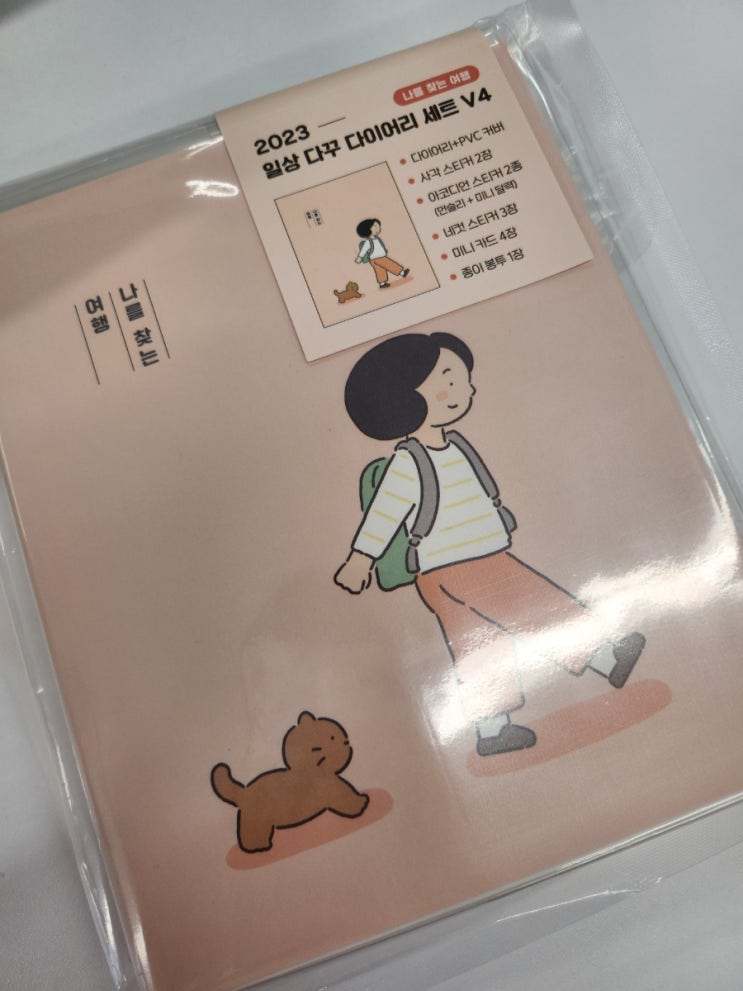 나를 찾는 여행
2023
일상 다꾸 다이어리 세트 V4
다이어리+PVC 커버
사각 스티커 2장
아코디언 스티커 2종
(먼슬리 + 미니 달력)
네컷 스티커 3장
미니 카드 4장
종이 봉투 1장
나를 찾는
여행